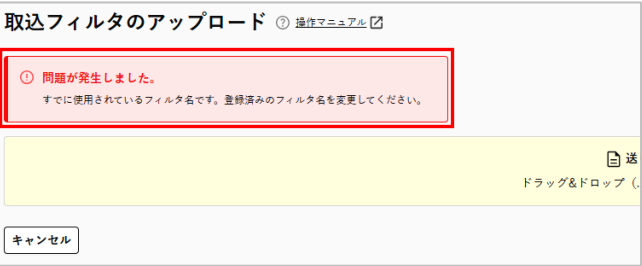 取込フィルタのアップロード ? 操作マニュアル
問題が発生しました。
すでに使用されているフィルタ名です。登録済みのフィルタ名を変更してください。
送
ドラッグ&ドロップ（.
キャンセル